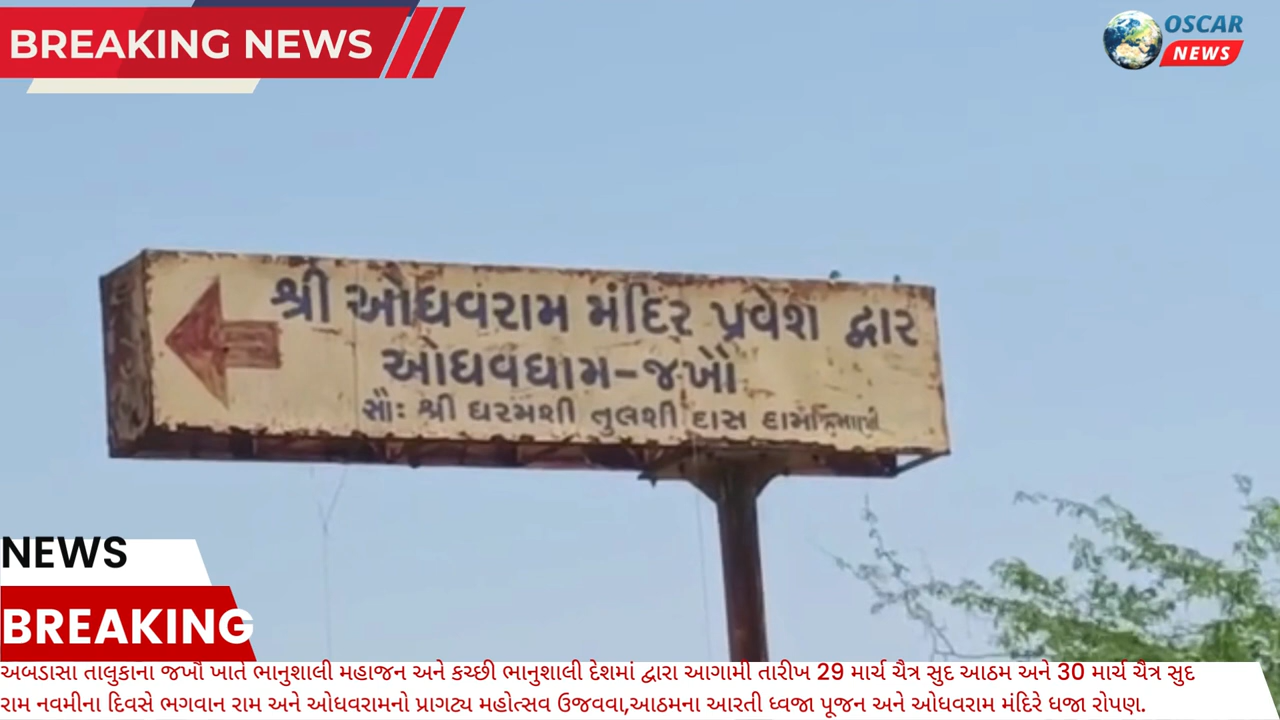 BREAKING NEWS
OSCAR
NEWS
શ્રી ઓધવરામ મંદિર પ્રવેશ દ્વાર
ઓધવધામ-જખૌ
સૌઃ શ્રી ધરમશી તુલશી દાસ
NEWS
BREAKING
અબડાસા તાલુકાના જખૌ ખાતે ભાનુશાલી મહાજન અને કચ્છી ભાનુશાલી દેશમાં દ્વારા આગામી તારીખ 29 માર્ચ ચૈત્ર સુદ આઠમ અને 30 માર્ચ ચૈત્ર સુદ
રામ નવમીના દિવસે ભગવાન રામ અને ઓધવરામનો પ્રાગટ્ય મહોત્સવ ઉજવવા,આઠમના આરતી ધ્વજા પૂજન અને ઓધવરામ મંદિરે ધજા રોપણ.